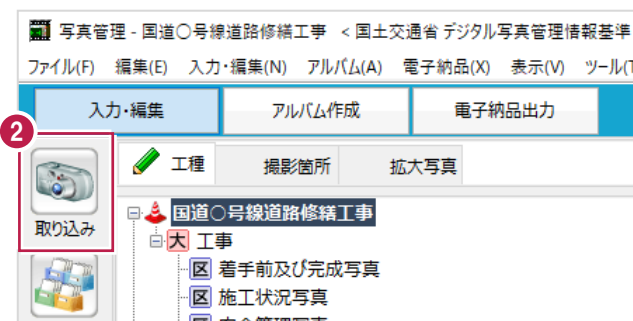 写真管理 - 国道○号線道路修繕工事 < 国土交通省 デジタル写真管理情報基準
ファイル(F) 編集(E) 入力・編集(N) アルバム(A) 電子納品(X) 表示(V) ツール(T
入力・編集 アルバム作成 電子納品出力
2
工種 撮影箇所 拡大写真
取り込み
国道○号線道路修繕工事
大 工事
区 着手前及び完成写真
区 施工状況写真